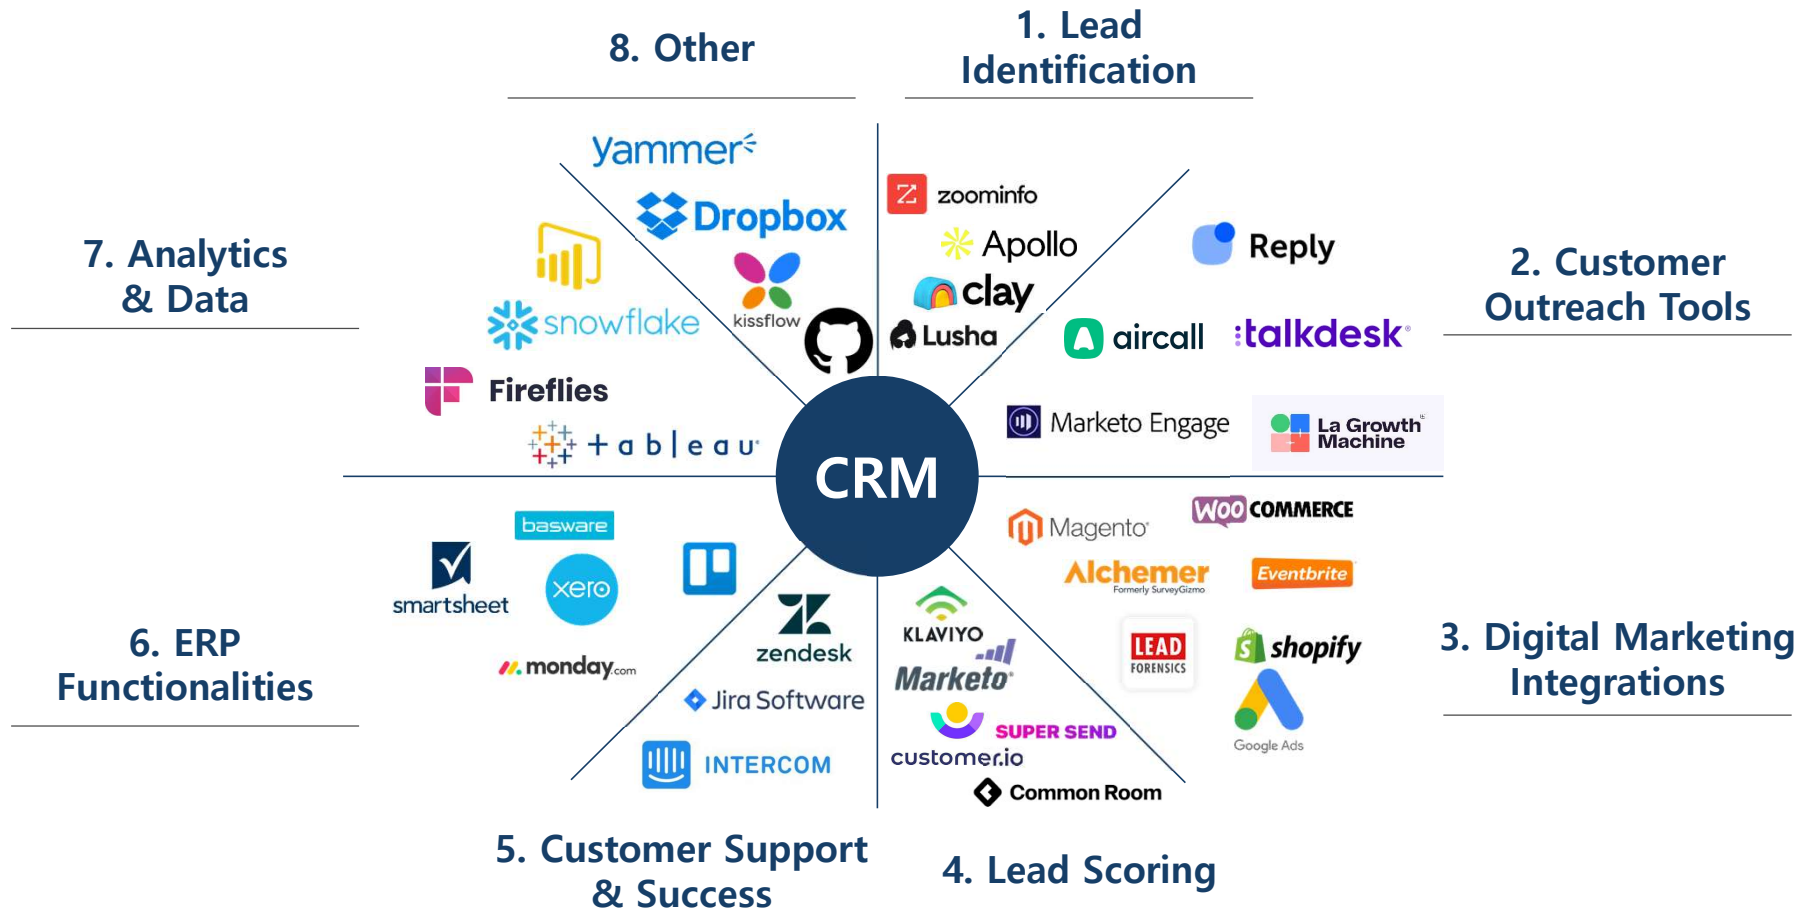 8. Other
1. Lead
Identification
yammer
zoominfo
Dropbox
Apollo
Reply
7. Analytics
& Data
2. Customer
Outreach Tools
clay
kissflow
snowflake
Lusha
aircall
talkdesk
Fireflies
Marketo Engage
La Growth
Machine
+ableau
CRM
basware
Magento
WOO COMMERCE
smartsheet
xero
Alchemer
Formerly SurveyGizmo
Eventbrite
zendesk
KLAVIYO
LEAD
FORENSICS
shopify
6. ERP
Functionalities
3. Digital Marketing
Integrations
monday.com
Marketo
Jira Software
SUPER SEND
customer.io
Google Ads
INTERCOM
Common Room
5. Customer Support
& Success
4. Lead Scoring